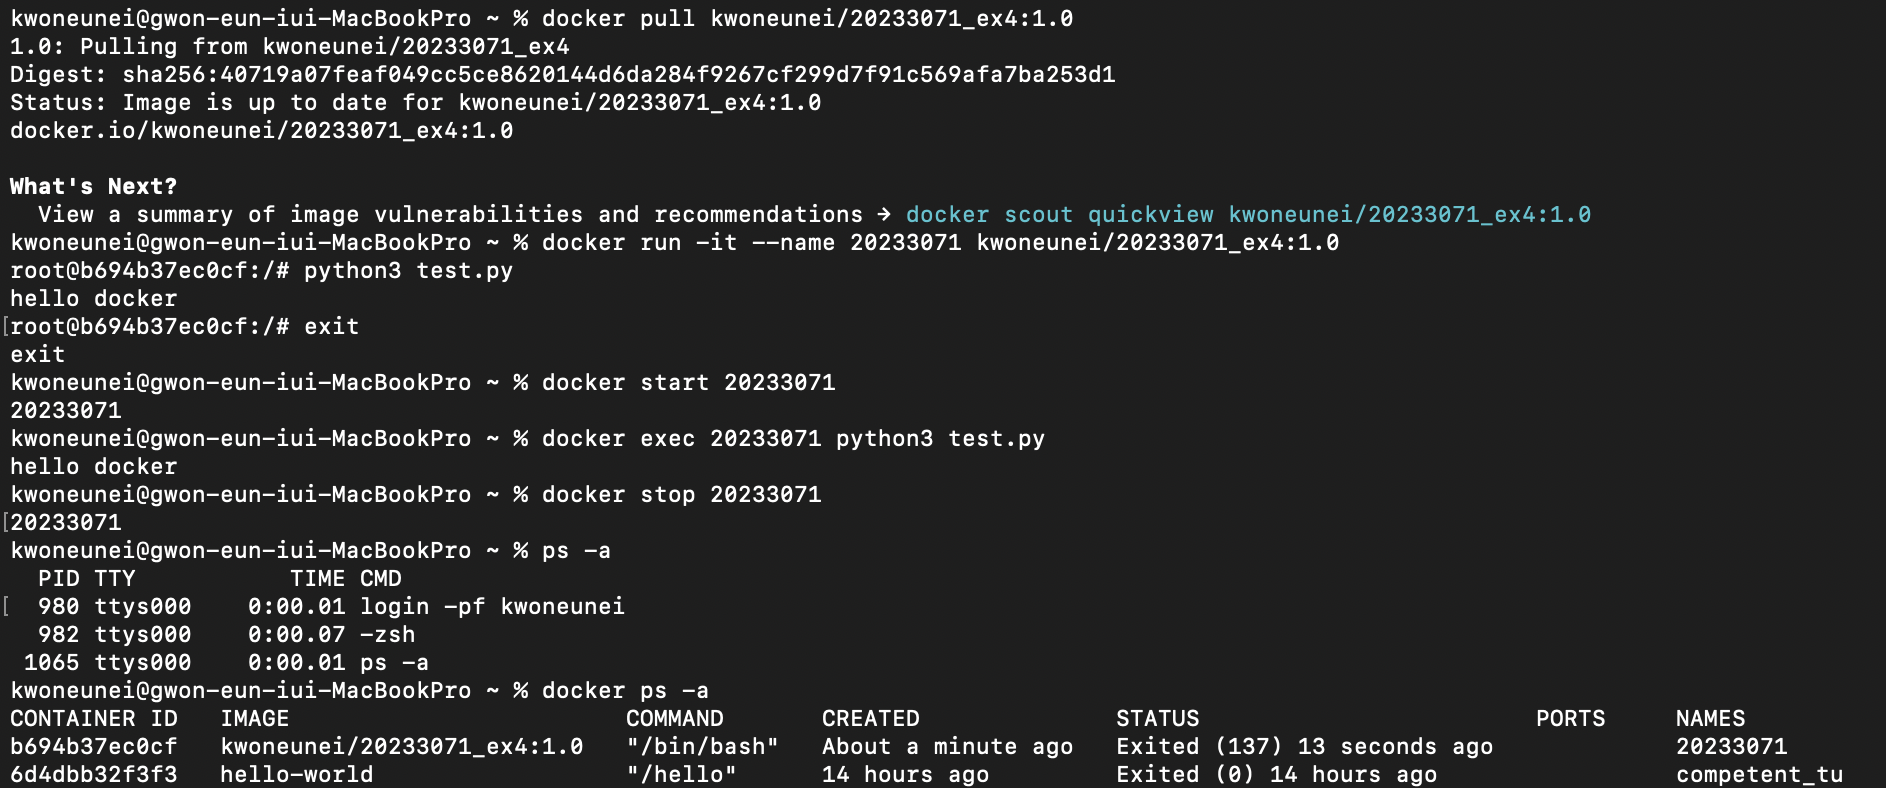 kwoneunei@gwon-eun-iui-MacBookPro ~ % docker pull kwoneunei/20233071_ex4:1.0
1.0: Pulling from kwoneunei/20233071_ex4
Digest: sha256:40719a07feaf049cc5ce8620144d6da284f9267cf299d7f91c569afa7ba253d1
Status: Image is up to date for kwoneunei/20233071_ex4:1.0
docker.io/kwoneunei/20233071_ex4:1.0
What's Next?
View a summary of image vulnerabilities and recommendations → docker scout quickview kwoneunei/20233071_ex4:1.0
kwoneunei@gwon-eun-iui-MacBookPro ~ % docker run -it --name 20233071 kwoneunei/20233071_ex4:1.0
root@b694b37ec0cf:/# python3 test.py
hello docker
[root@b694b37ec0cf:/# exit
exit
kwoneunei@gwon-eun-iui-MacBookPro ~ % docker start 20233071
20233071
kwoneunei@gwon-eun-iui-MacBookPro ~ % docker exec 20233071 python3 test.py
hello docker
kwoneunei@gwon-eun-iui-MacBookPro ~ % docker stop 20233071
[20233071
kwoneunei@gwon-eun-iui-MacBookPro ~ % ps -a
PID TTY TIME CMD
[ 980 ttys000 0:00.01 login -pf kwoneunei
982 ttys000 0:00.07 -zsh
1065 ttys000 0:00.01 ps -a
kwoneunei@gwon-eun-iui-MacBookPro ~ % docker ps -a
CONTAINER ID IMAGE COMMAND CREATED STATUS PORTS NAMES
b694b37ec0cf kwoneunei/20233071_ex4:1.0 "/bin/bash" About a minute ago Exited (137) 13 seconds ago 20233071
6d4dbb32f3f3 hello-world "/hello" 14 hours ago Exited (0) 14 hours ago competent_tu